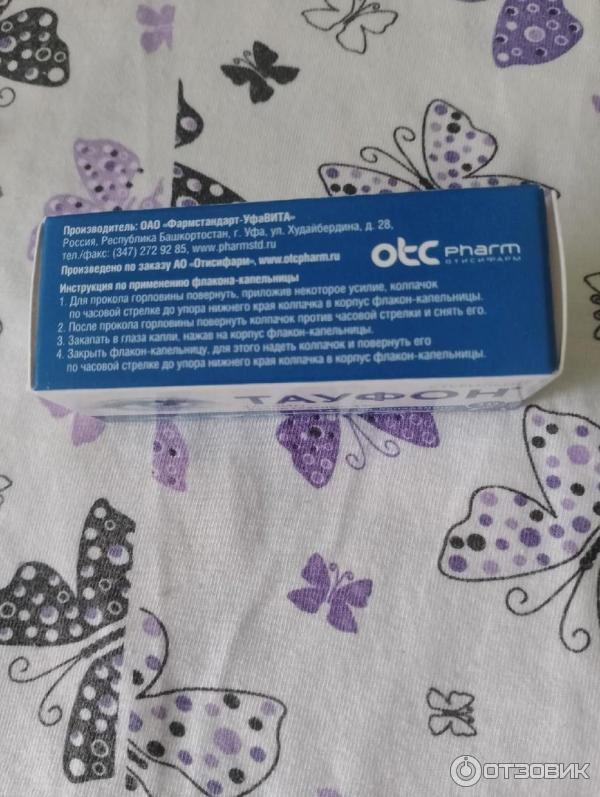 Производитель: ОАО «Фармстандарт-УфаВИТА»
Россия, Республика Башкортостан, г. Уфа, ул. Худайбердина, д. 28,
тел./факс: (347) 272 92 85, www.pharmstd.ru
Произведено по заказу АО «Отисифарм», www.otcpharm.ru
otc pharm
ОТИСИФАРМ
Инструкция по применению флакона-капельницы
1. Для прокола горловины повернуть, приложив некоторое усилие, колпачок
по часовой стрелке до упора нижнего края колпачка в корпус флакон-капельницы.
2. После прокола горловины повернуть колпачок против часовой стрелки и снять его.
3. Закапать в глаза капли, нажав на корпус флакон-капельницы.
4. Закрыть флакон-капельницу, для этого надеть колпачок и повернуть его
по часовой стрелке до упора нижнего края колпачка в корпус флакон-капельницы.
ТАУФОН
ОТЗОВИК